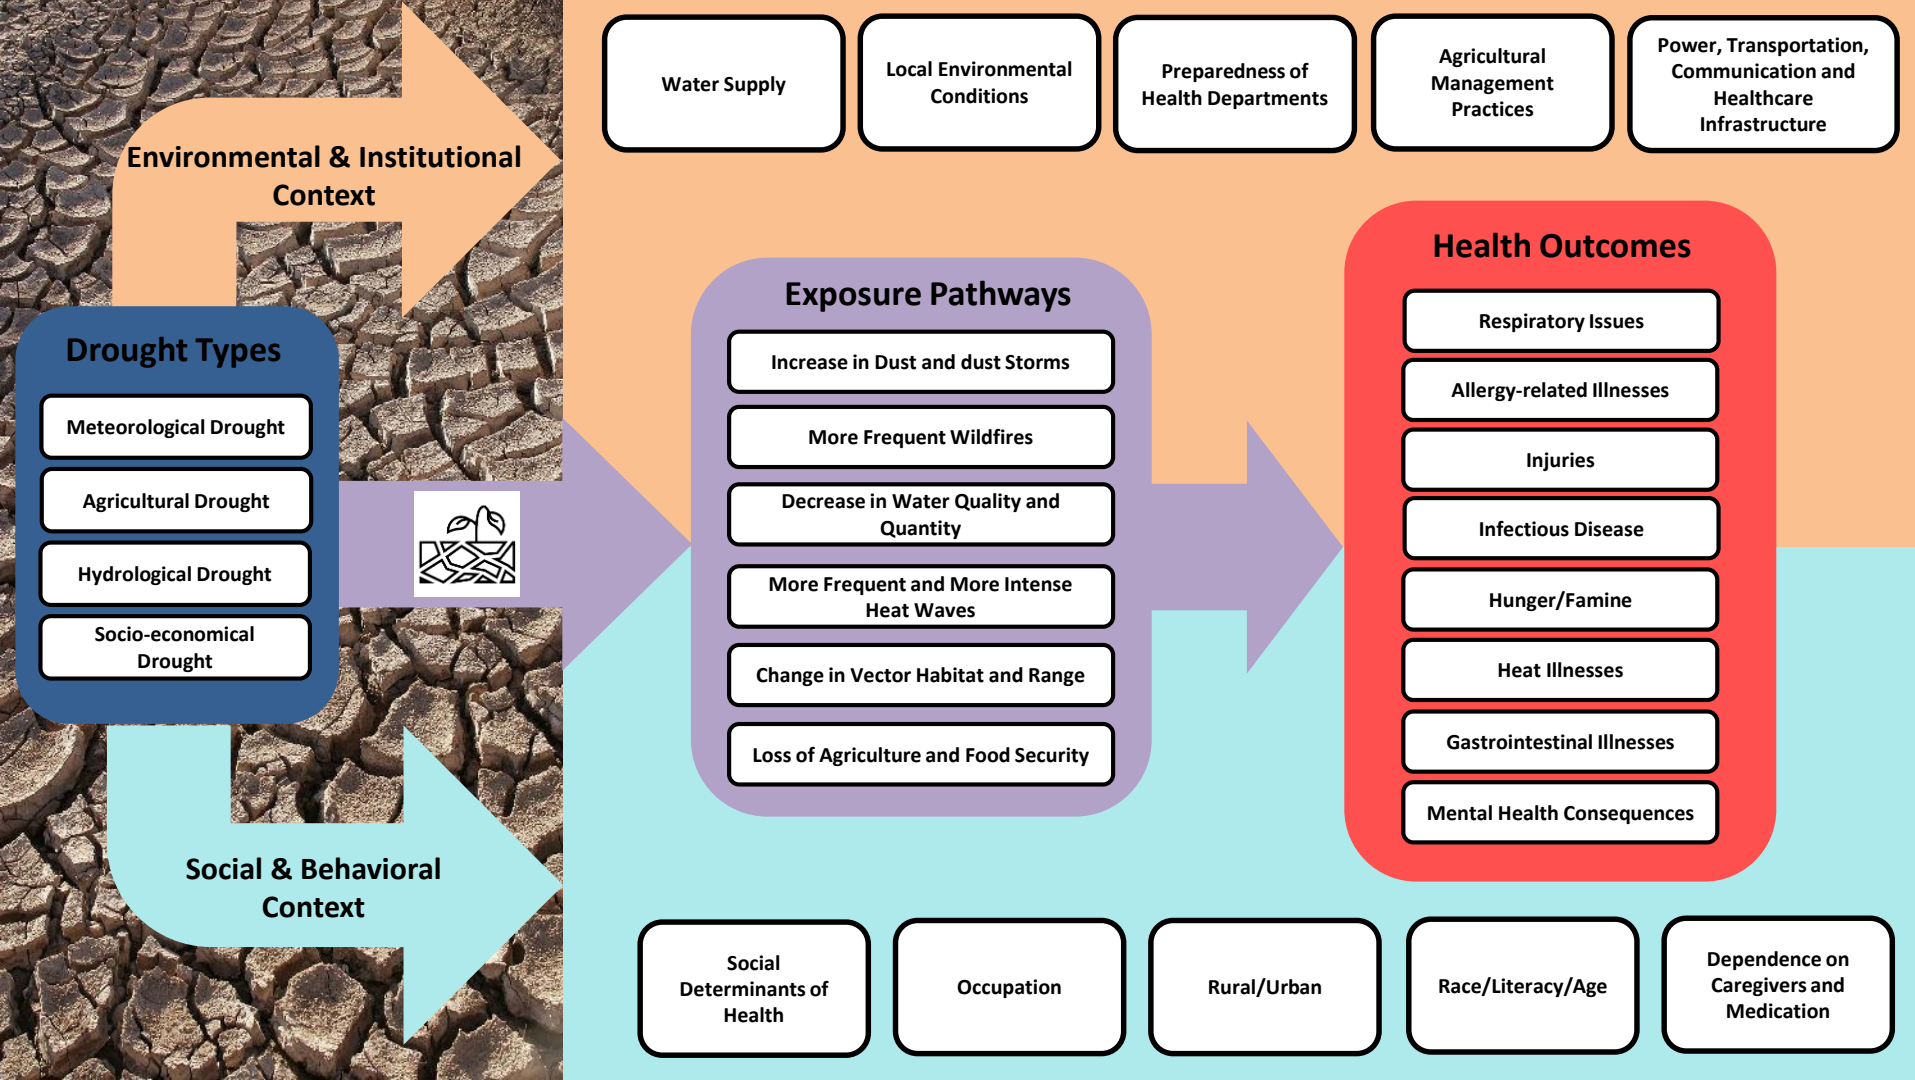 Water Supply
Local Environmental
Conditions
Preparedness of
Health Departments
Agricultural
Management
Practices
Power, Transportation,
Communication and
Healthcare
Infrastructure
Environmental & Institutional
Context
Drought Types
Meteorological Drought
Agricultural Drought
Hydrological Drought
Socio-economical
Drought
Exposure Pathways
Increase in Dust and dust Storms
More Frequent Wildfires
Decrease in Water Quality and
Quantity
More Frequent and More Intense
Heat Waves
Change in Vector Habitat and Range
Loss of Agriculture and Food Security
Health Outcomes
Respiratory Issues
Allergy-related Illnesses
Injuries
Infectious Disease
Hunger/Famine
Heat Illnesses
Gastrointestinal Illnesses
Mental Health Consequences
Social & Behavioral
Context
Social
Determinants of
Health
Occupation
Rural/Urban
Race/Literacy/Age
Dependence on
Caregivers and
Medication